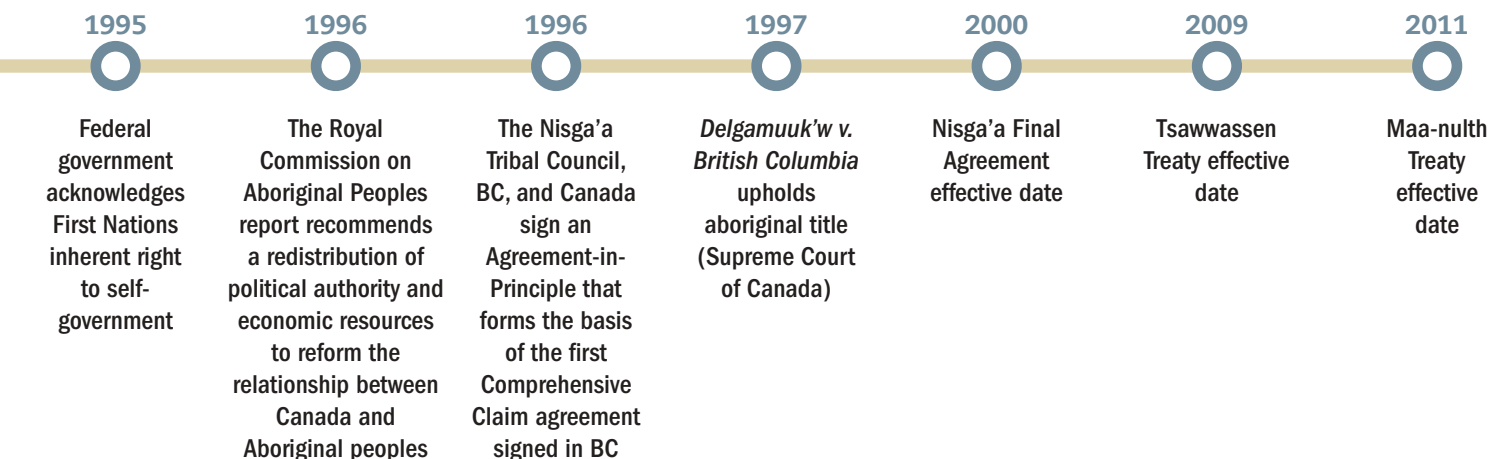 1995
Federal
government
acknowledges
First Nations
inherent right
to self-
government
1996
The Royal
Commission on
Aboriginal Peoples
report recommends
a redistribution of
political authority and
economic resources
to reform the
relationship between
Canada and
Aboriginal peoples
1996
The Nisga’a
Tribal Council,
BC, and Canada
sign an
Agreement-in-
Principle that
forms the basis
of the first
Comprehensive
Claim agreement
signed in BC
1997
Delgamuuk’w v.
British Columbia
upholds
aboriginal title
(Supreme Court
of Canada)
2000
Nisga’a Final
Agreement
effective date
2009
Tsawwassen
Treaty effective
date
2011
Maa-nulth
Treaty
effective
date